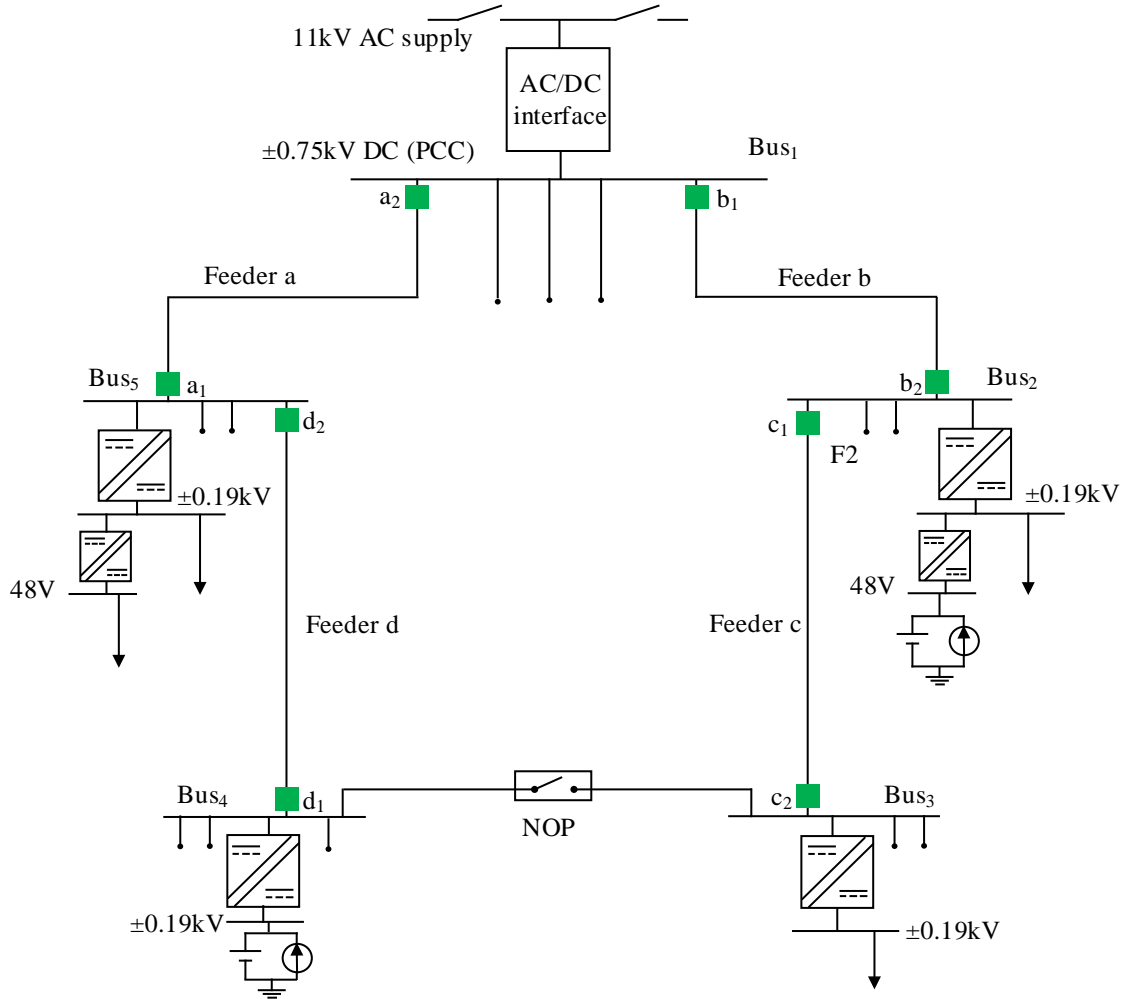 11kV AC supply
AC/DC
interface
±0.75kV DC (PCC)
Bus₁
a₂
b₁
Feeder a
Feeder b
Bus₅
a₁
b₂
Bus₂
d₂
c₁
F2
±0.19kV
±0.19kV
48V
48V
Feeder d
Feeder c
Bus₄
d₁
c₂
Bus₃
NOP
±0.19kV
±0.19kV